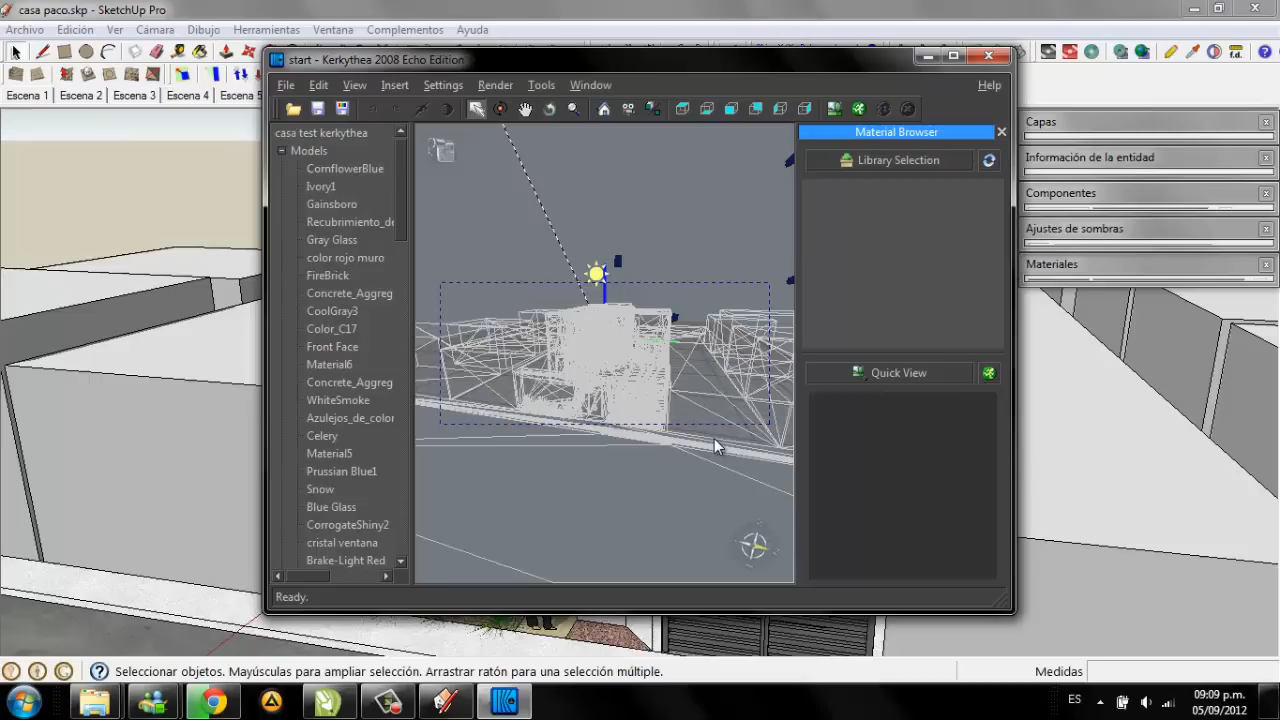 casa paco.skp - SketchUp Pro
Archivo Edición Ver Cámara Dibujo Herramientas Ventana Complementos Ayuda
Escena 1 Escena 2 Escena 3 Escena 4 Escena 5
start - Kerkythea 2008 Echo Edition
File Edit View Insert Settings Render Tools Window Help
casa test kerkythea
Models
CornflowerBlue
Ivory1
Gainsboro
Recubrimiento_de
Gray Glass
color rojo muro
FireBrick
Concrete_Aggreg
CoolGray3
Color_C17
Front Face
Material6
Concrete_Aggreg
WhiteSmoke
Azulejos_de_color
Celery
Material5
Prussian Blue1
Snow
Blue Glass
CorrogateShiny2
cristal ventana
Brake-Light Red
Ready.
Material Browser
Library Selection
Quick View
Capas
Información de la entidad
Componentes
Ajustes de sombras
Materiales
Seleccionar objetos. Mayúsculas para ampliar selección. Arrastrar ratón para una selección múltiple.
Medidas
ES
09:09 p.m.
05/09/2012